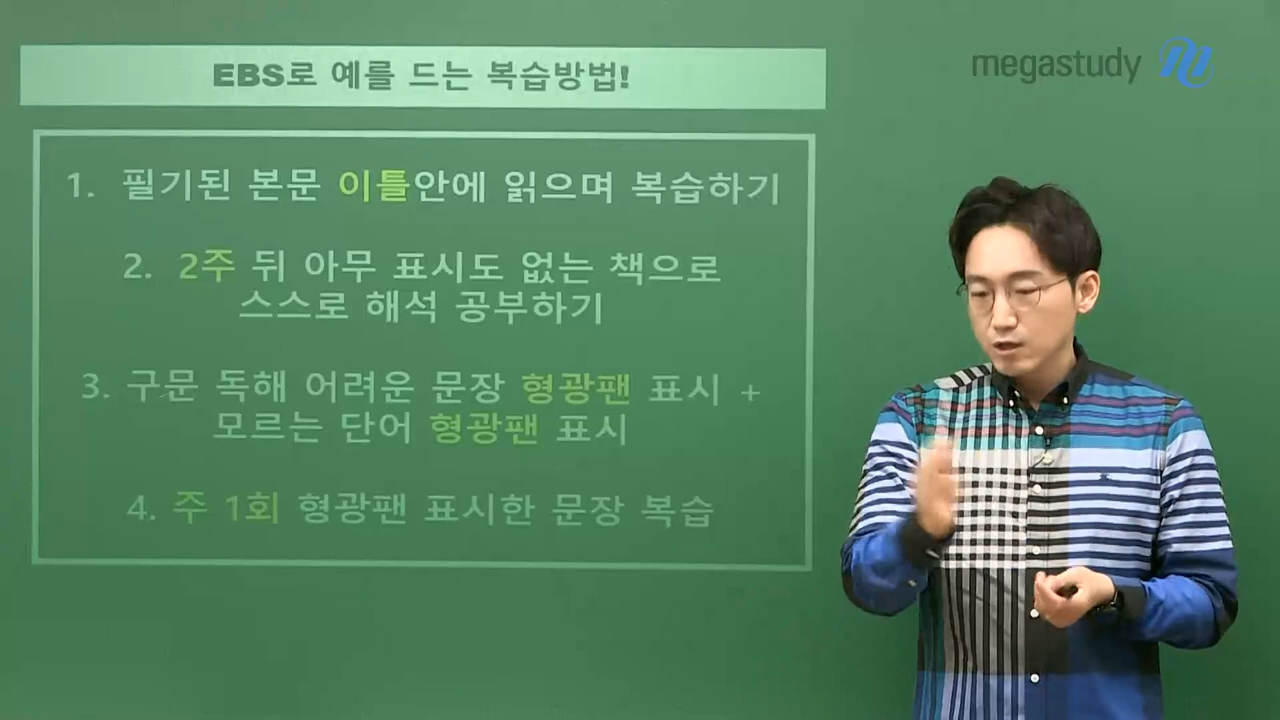 EBS로 예를 드는 복습방법!
megastudy
1. 필기된 본문 이틀안에 읽으며 복습하기
2. 2주 뒤 아무 표시도 없는 책으로
스스로 해석 공부하기
3. 구문 독해 어려운 문장 형광팬 표시 +
모르는 단어 형광팬 표시
4. 주 1회 형광팬 표시한 문장 복습